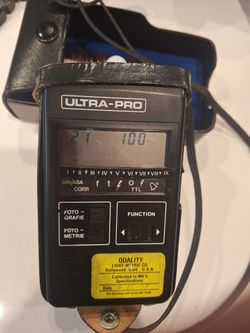 ULTRA-PRO
21 100
I II III IV V VI VII VIII IX
DIN/ASA
CORR f t TTL
FOTO-
GRAFIE
FUNCTION
FOTO-
METRIE
QUALITY
LIGHT METRIC CO.
Hollywood, Calif. U.S.A.
Calibrated to Mfr's
Specifications